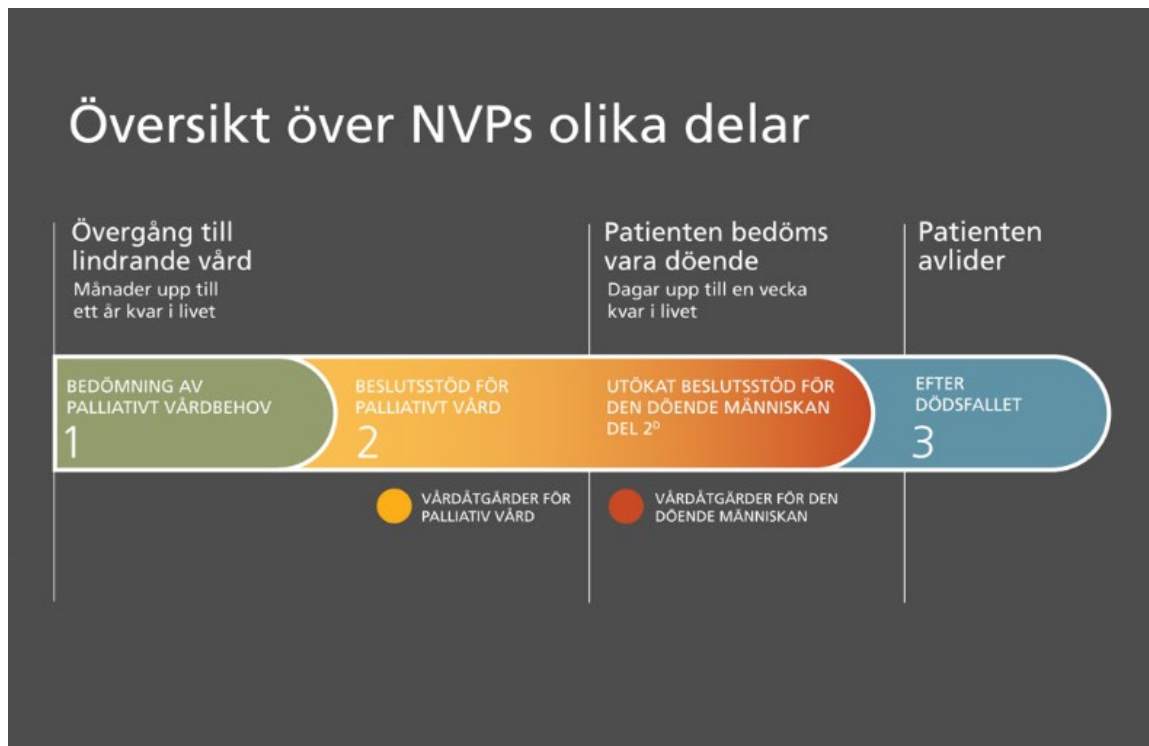 Översikt över NVPs olika delar
Övergång till
lindrande vård
Månader upp till
ett år kvar i livet
Patienten bedöms
vara döende
Dagar upp till en vecka
kvar i livet
Patienten
avlider
BEDÖMNING AV
PALLIATIVT VÅRDBEHOV
1
BESLUTSSTÖD FÖR
PALLIATIVT VÅRD
2
UTÖKAT BESLUTSSTÖD FÖR
DEN DÖENDE MÄNNISKAN
DEL 2ᴰ
EFTER
DÖDSFALLET
3
VÅRDÅTGÄRDER FÖR
PALLIATIV VÅRD
VÅRDÅTGÄRDER FÖR DEN
DÖENDE MÄNNISKAN